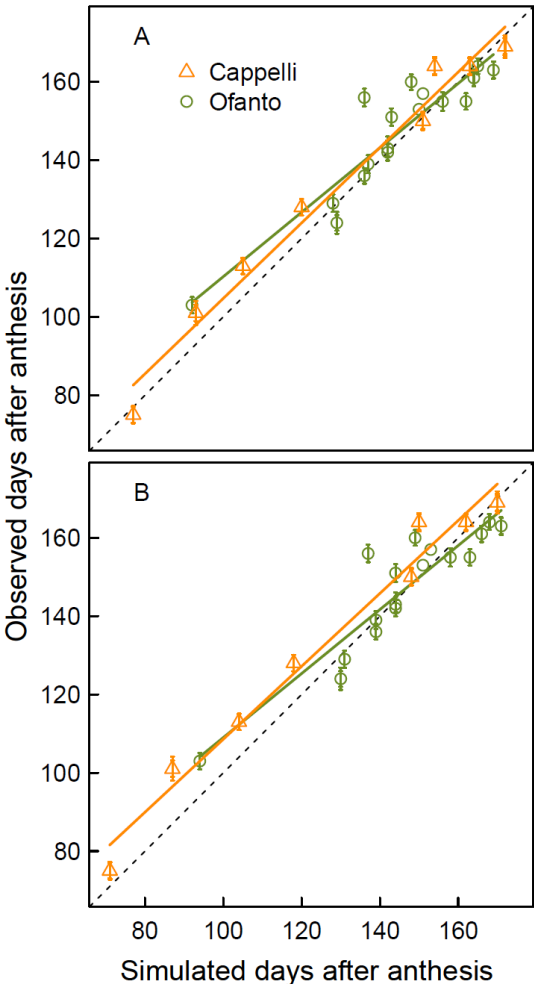 A
Cappelli
Ofanto
160
140
120
100
80
B
160
140
120
100
80
80 100 120 140 160
Observed days after anthesis
Simulated days after anthesis